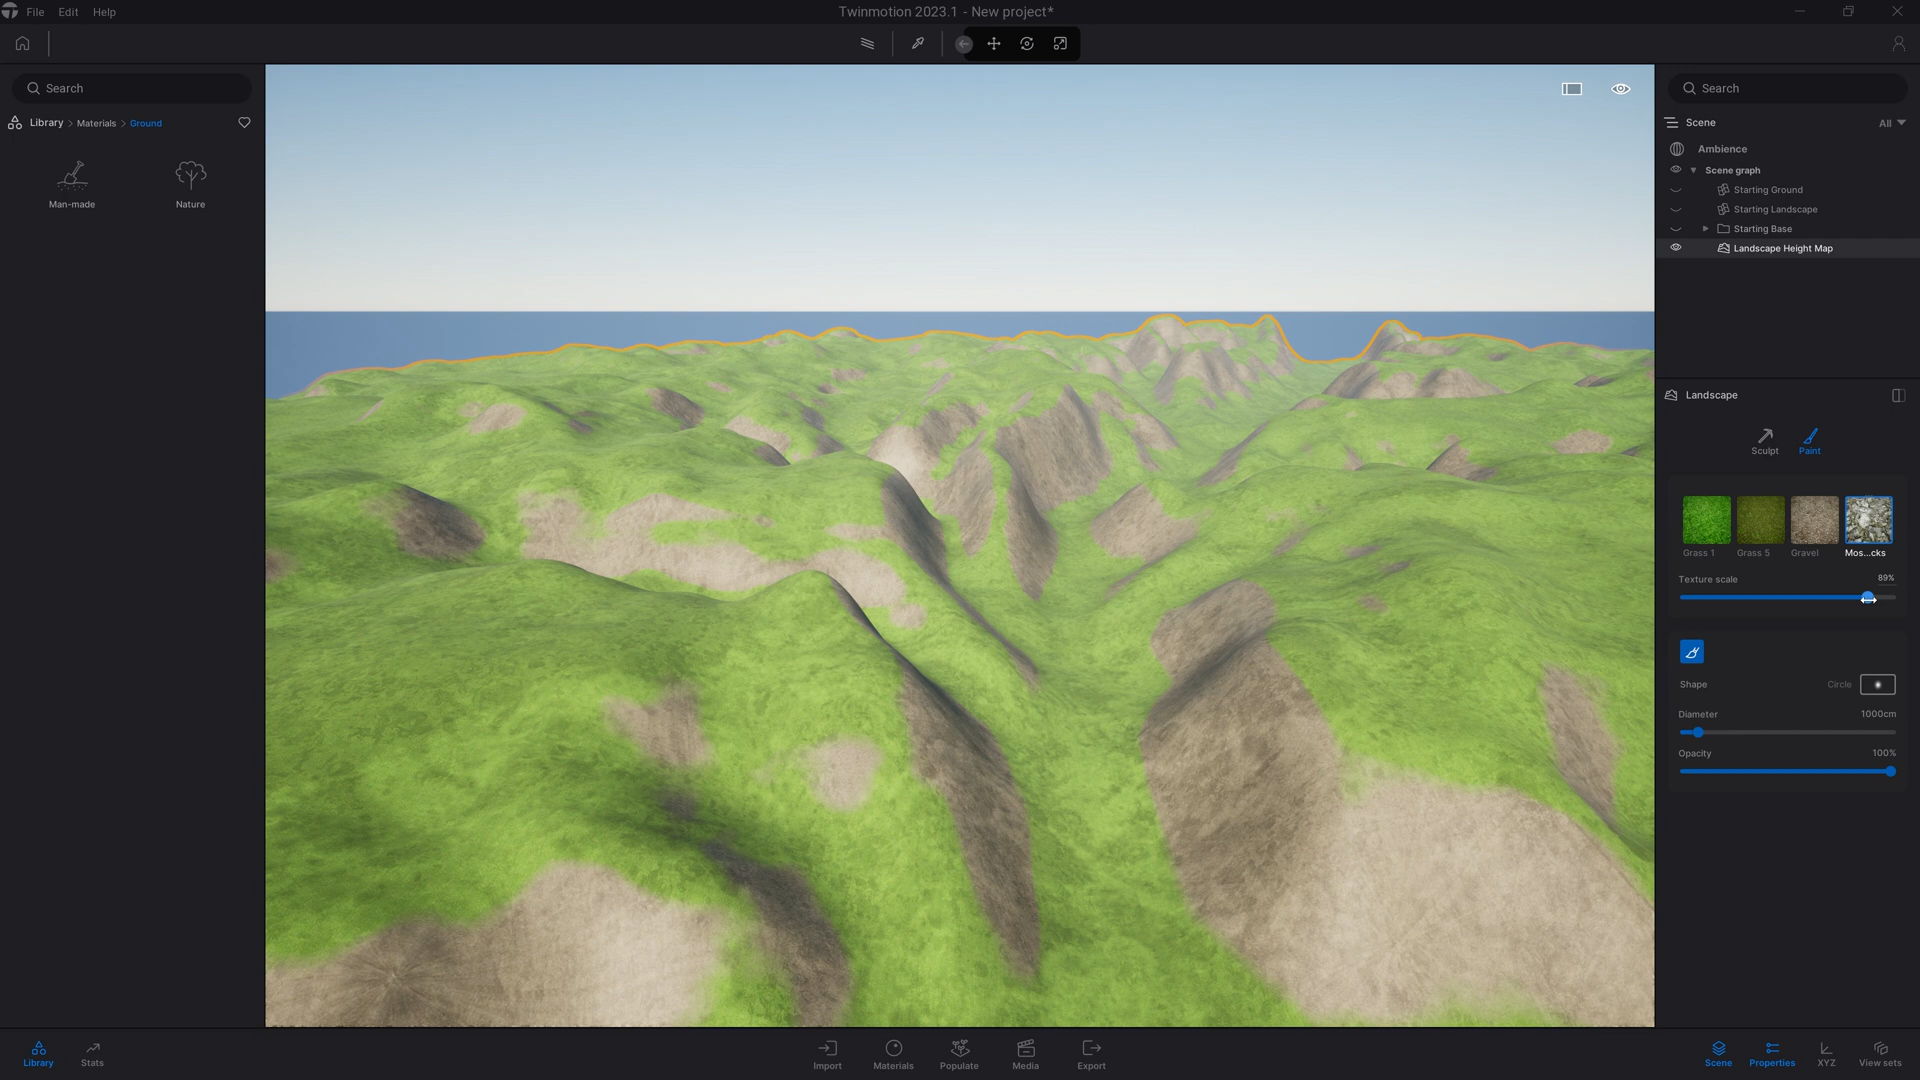 File Edit Help
Twinmotion 2023.1 - New project*
Search
Library > Materials > Ground
Man-made
Nature
Search
Scene
All
Ambience
Scene graph
Starting Ground
Starting Landscape
Starting Base
Landscape Height Map
Landscape
Sculpt
Paint
Grass 1
Grass 5
Gravel
Mos...cks
Texture scale
89%
Shape
Circle
Diameter
1000cm
Opacity
100%
Library
Stats
Import
Materials
Populate
Media
Export
Scene
Properties
XYZ
View sets